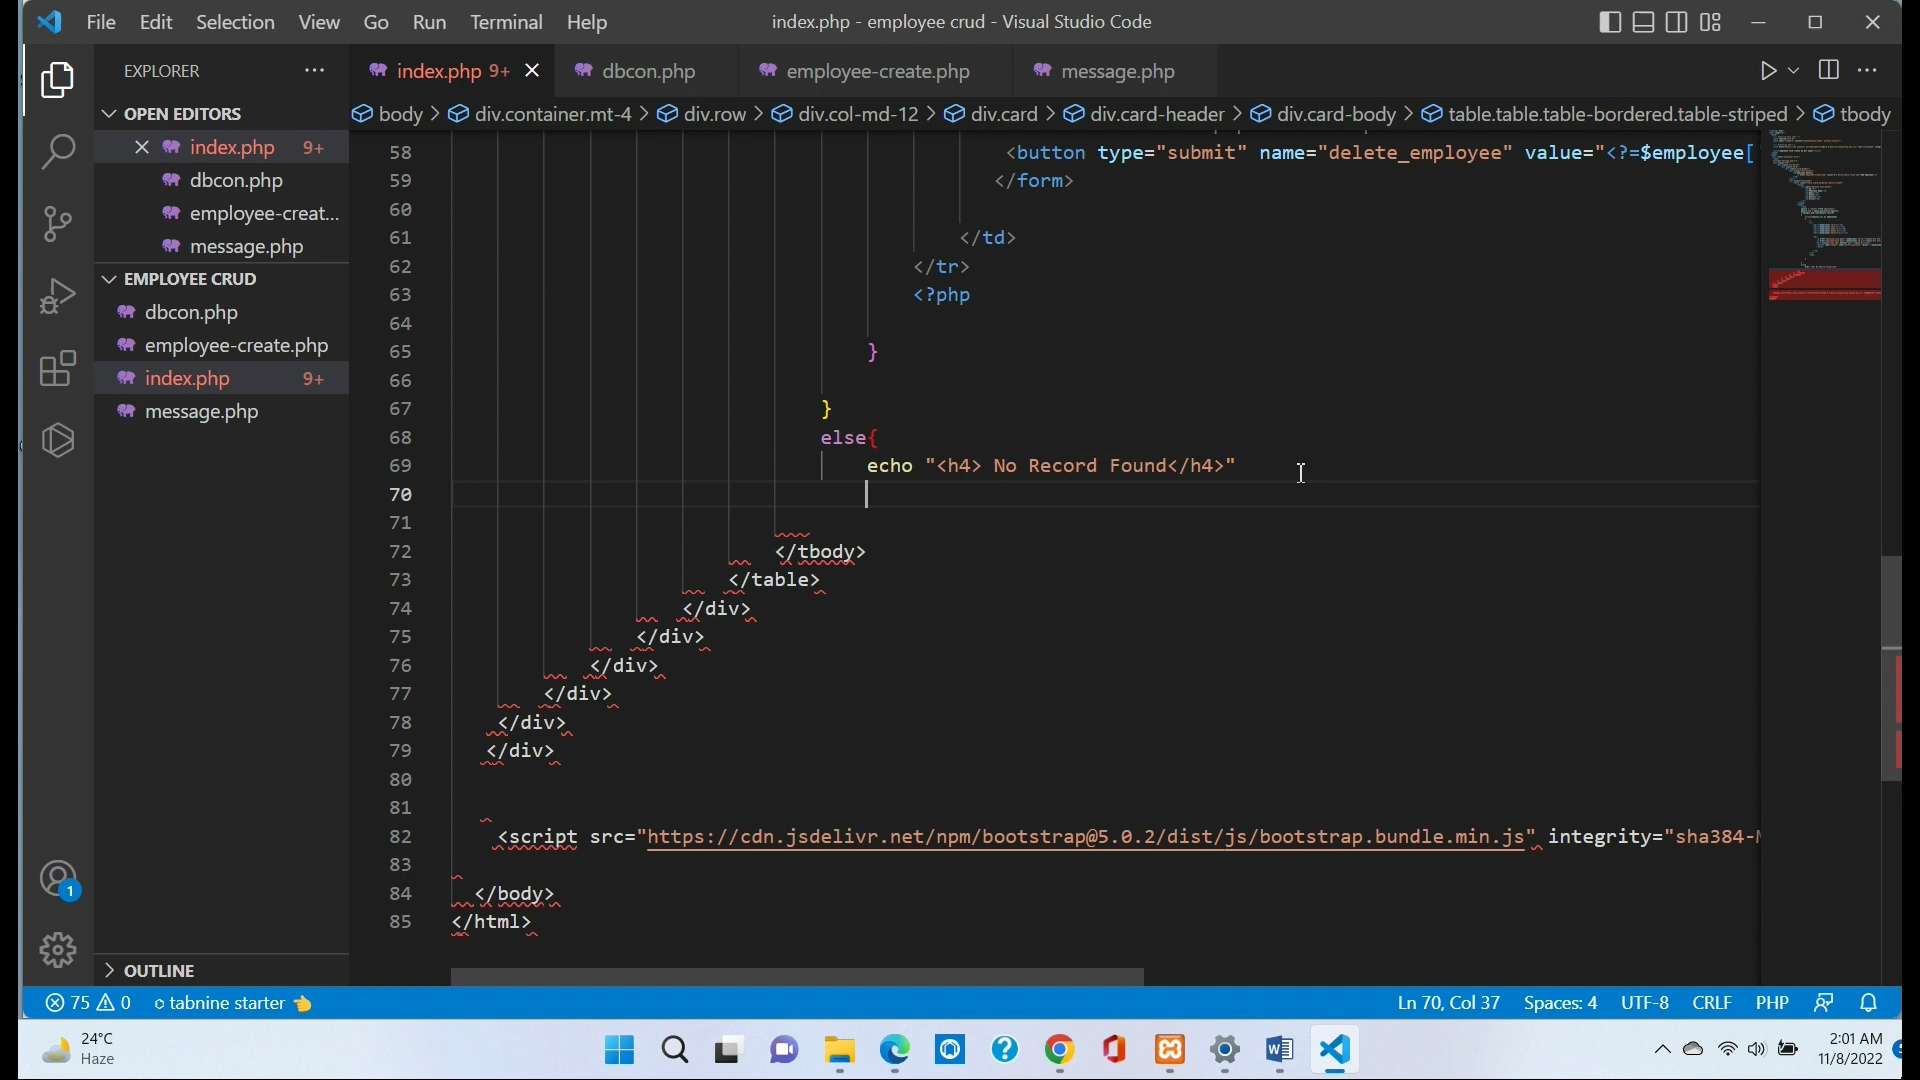 File Edit Selection View Go Run Terminal Help index.php - employee crud - Visual Studio Code
EXPLORER
index.php 9+ dbcon.php employee-create.php message.php
body > div.container.mt-4 > div.row > div.col-md-12 > div.card > div.card-header > div.card-body > table.table.table-bordered.table-striped > tbody
OPEN EDITORS
index.php 9+
dbcon.php
employee-creat...
message.php
EMPLOYEE CRUD
dbcon.php
employee-create.php
index.php 9+
message.php
OUTLINE
58 <button type="submit" name="delete_employee" value="<?=$employee[
59 </form>
60
61 </td>
62 </tr>
63 <?php
64
65 }
66
67 }
68 else{
69 echo "<h4> No Record Found</h4>"
70
71
72 </tbody>
73 </table>
74 </div>
75 </div>
76 </div>
77 </div>
78 </div>
79 </div>
80
81
82 <script src="https://cdn.jsdelivr.net/npm/bootstrap@5.0.2/dist/js/bootstrap.bundle.min.js" integrity="sha384-
83
84 </body>
85 </html>
1
75 0 tabnine starter Ln 70, Col 37 Spaces: 4 UTF-8 CRLF PHP
24°C
Haze
2:01 AM
11/8/2022